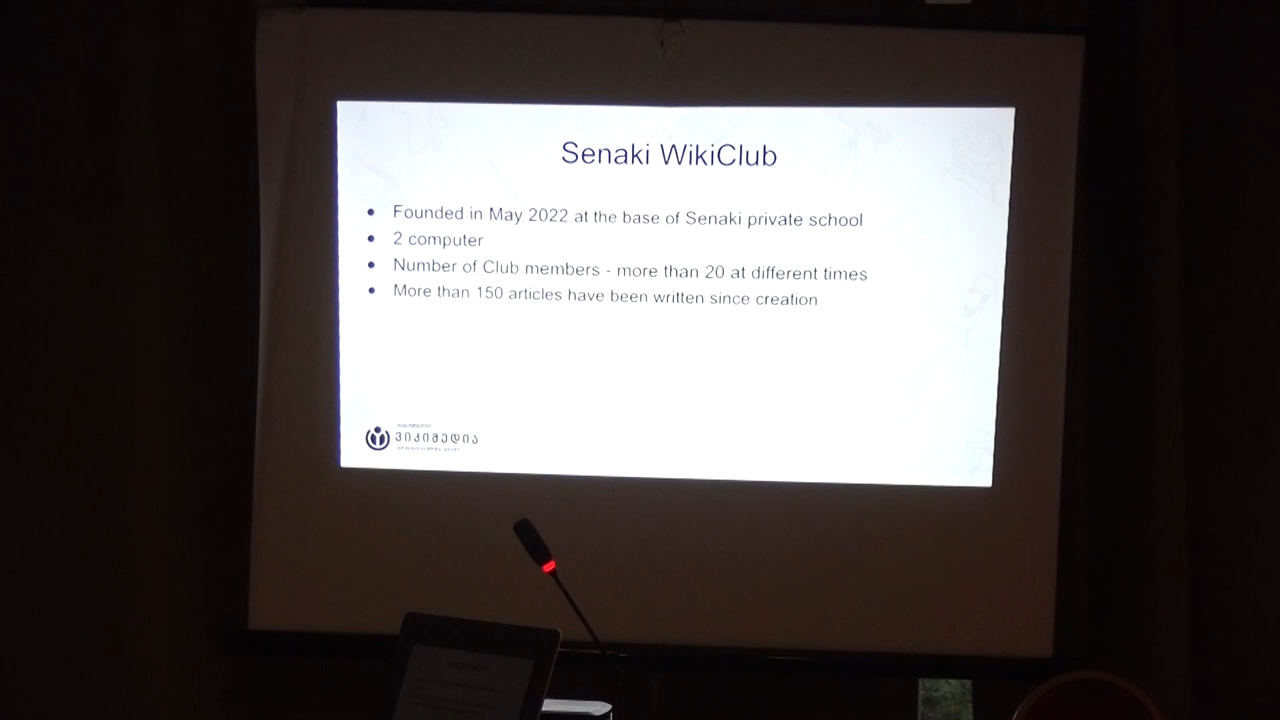 Senaki WikiClub
• Founded in May 2022 at the base of Senaki private school
• 2 computer
• Number of Club members - more than 20 at different times
• More than 150 articles have been written since creation
ვიკიმედია